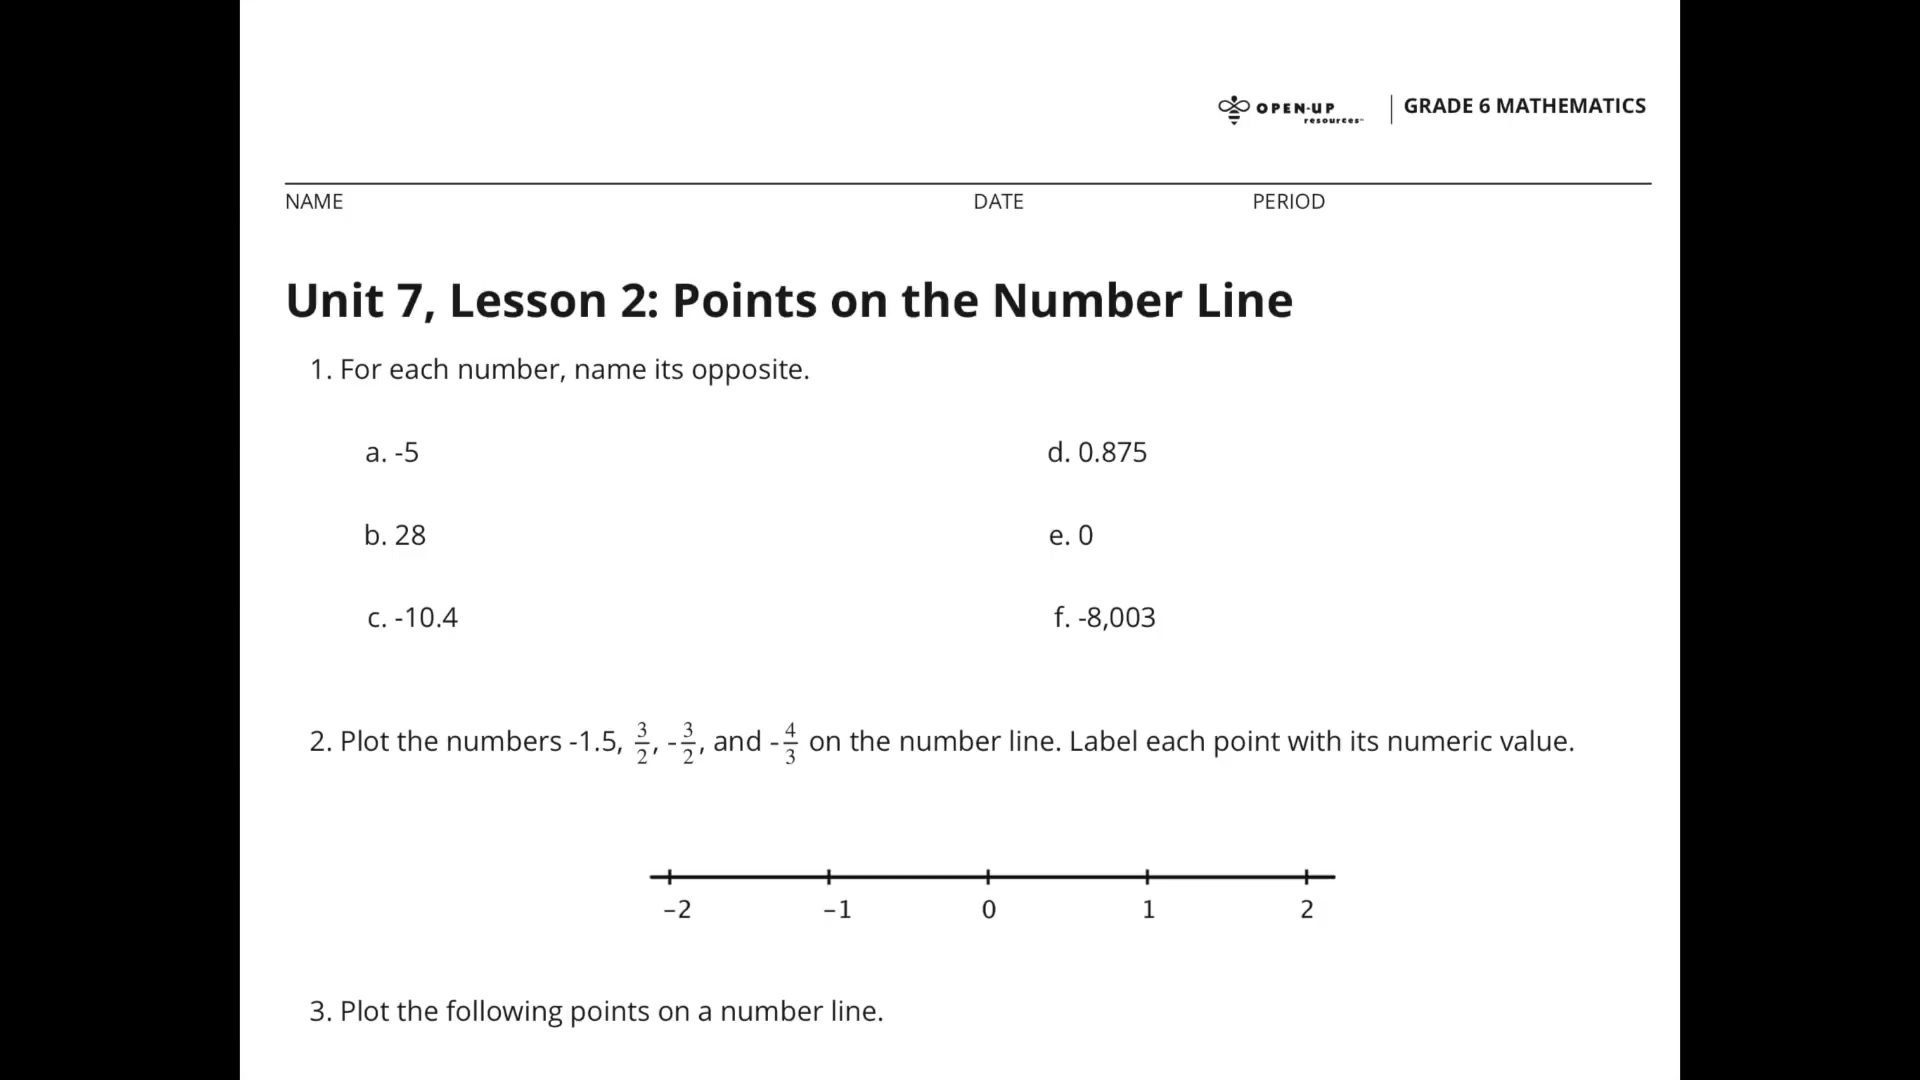 OPEN-UP
resources™
GRADE 6 MATHEMATICS
NAME DATE PERIOD
Unit 7, Lesson 2: Points on the Number Line
1. For each number, name its opposite.
a. -5
b. 28
c. -10.4
d. 0.875
e. 0
f. -8,003
2. Plot the numbers -1.5, 3/2, -3/2, and -4/3 on the number line. Label each point with its numeric value.
-2 -1 0 1 2
3. Plot the following points on a number line.